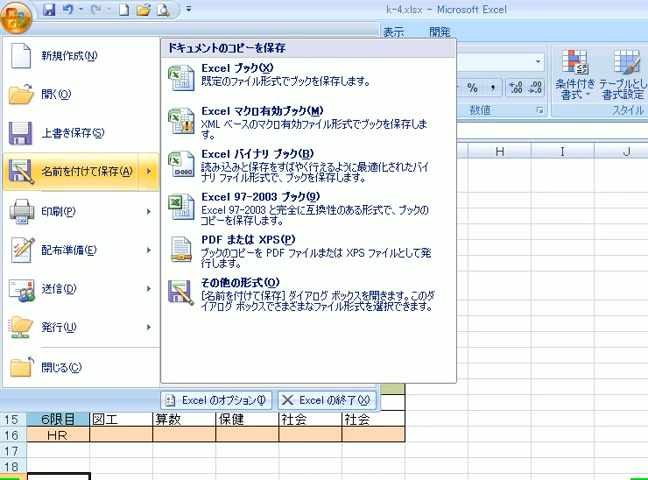 k-4.xlsx - Microsoft Excel
表示 開発
新規作成(N)
開く(O)
上書き保存(S)
名前を付けて保存(A)
印刷(P)
配布準備(E)
送信(D)
発行(U)
閉じる(C)
ドキュメントのコピーを保存
Excel ブック(X)
既定のファイル形式でブックを保存します。
Excel マクロ有効ブック(M)
XML ベースのマクロ有効ファイル形式でブックを保存しま
す。
Excel バイナリ ブック(B)
読み込みと保存をすばやく行えるように最適化されたバイ
ナリ ファイル形式で、ブックを保存します。
Excel 97-2003 ブック(9)
Excel 97-2003 と完全に互換性のある形式で、ブックの
コピーを保存します。
PDF または XPS(P)
ブックのコピーを PDF ファイルまたは XPS ファイルとして発
行します。
その他の形式(O)
[名前を付けて保存] ダイアログ ボックスを開きます。このダ
イアログ ボックスでさまざまなファイル形式を選択できます。
Excel のオプション(I) Excel の終了(X)
% , .00 .00
数値
条件付き テーブルとし
書式 書式設定
スタイル
H I J
15 6限目 図工 算数 保健 社会 社会
16 HR
17
18